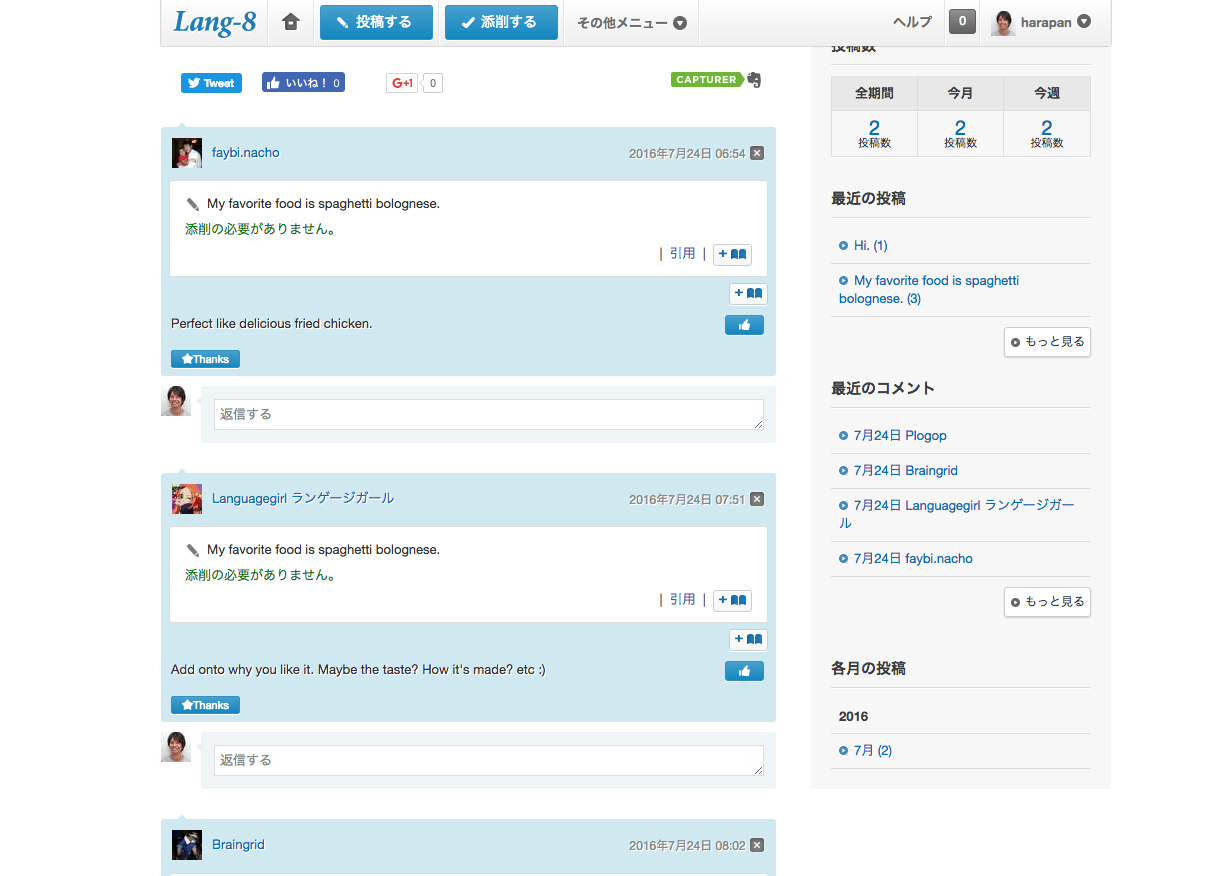 Lang-8
投稿する
添削する
その他メニュー
ヘルプ
0
harapan
Tweet
いいね！ 0
G+1
0
CAPTURER
faybi.nacho
2016年7月24日 06:54
My favorite food is spaghetti bolognese.
添削の必要がありません。
| 引用 | +
+
Perfect like delicious fried chicken.
Thanks
返信する
Languagegirl ランゲージガール
2016年7月24日 07:51
My favorite food is spaghetti bolognese.
添削の必要がありません。
| 引用 | +
+
Add onto why you like it. Maybe the taste? How it's made? etc :)
Thanks
返信する
Braingrid
2016年7月24日 08:02
投稿数
全期間 今月 今週
2 2 2
投稿数 投稿数 投稿数
最近の投稿
Hi. (1)
My favorite food is spaghetti
bolognese. (3)
もっと見る
最近のコメント
7月24日 Plogop
7月24日 Braingrid
7月24日 Languagegirl ランゲージガー
ル
7月24日 faybi.nacho
もっと見る
各月の投稿
2016
7月 (2)